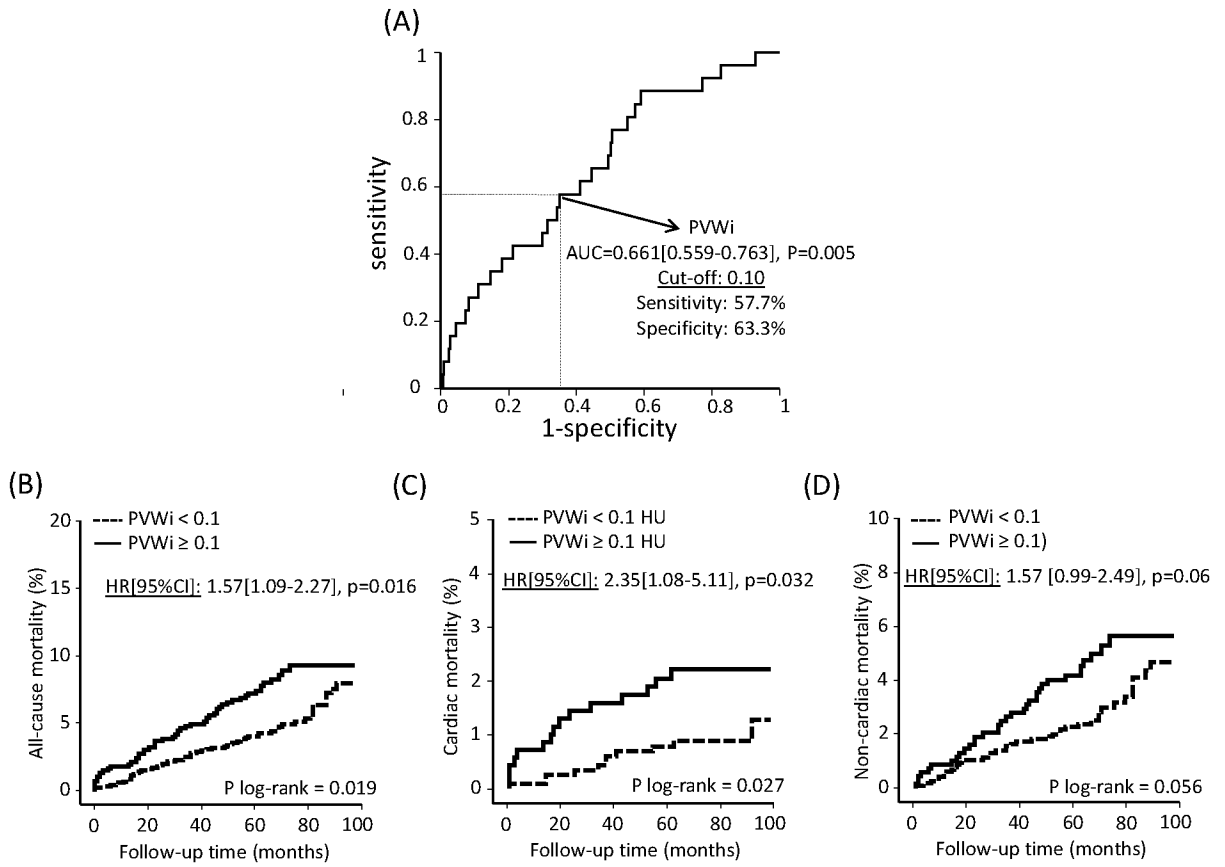 (A)
1
0.8
0.6
0.4
0.2
0
sensitivity
PVWi
AUC=0.661[0.559-0.763], P=0.005
Cut-off: 0.10
Sensitivity: 57.7%
Specificity: 63.3%
0 0.2 0.4 0.6 0.8 1
1-specificity
(B)
PVWi < 0.1
PVWi ≥ 0.1
HR[95%CI]: 1.57[1.09-2.27], p=0.016
20
15
10
5
0
All-cause mortality (%)
P log-rank = 0.019
0 20 40 60 80 100
Follow-up time (months)
(C)
PVWi < 0.1 HU
PVWi ≥ 0.1 HU
HR[95%CI]: 2.35[1.08-5.11], p=0.032
5
4
3
2
1
0
Cardiac mortality (%)
P log-rank = 0.027
0 20 40 60 80 100
Follow-up time (months)
(D)
PVWi < 0.1
PVWi ≥ 0.1)
HR[95%CI]: 1.57 [0.99-2.49], p=0.06
10
8
6
4
2
0
Non-cardiac mortality (%)
P log-rank = 0.056
0 20 40 60 80 100
Follow-up time (months)